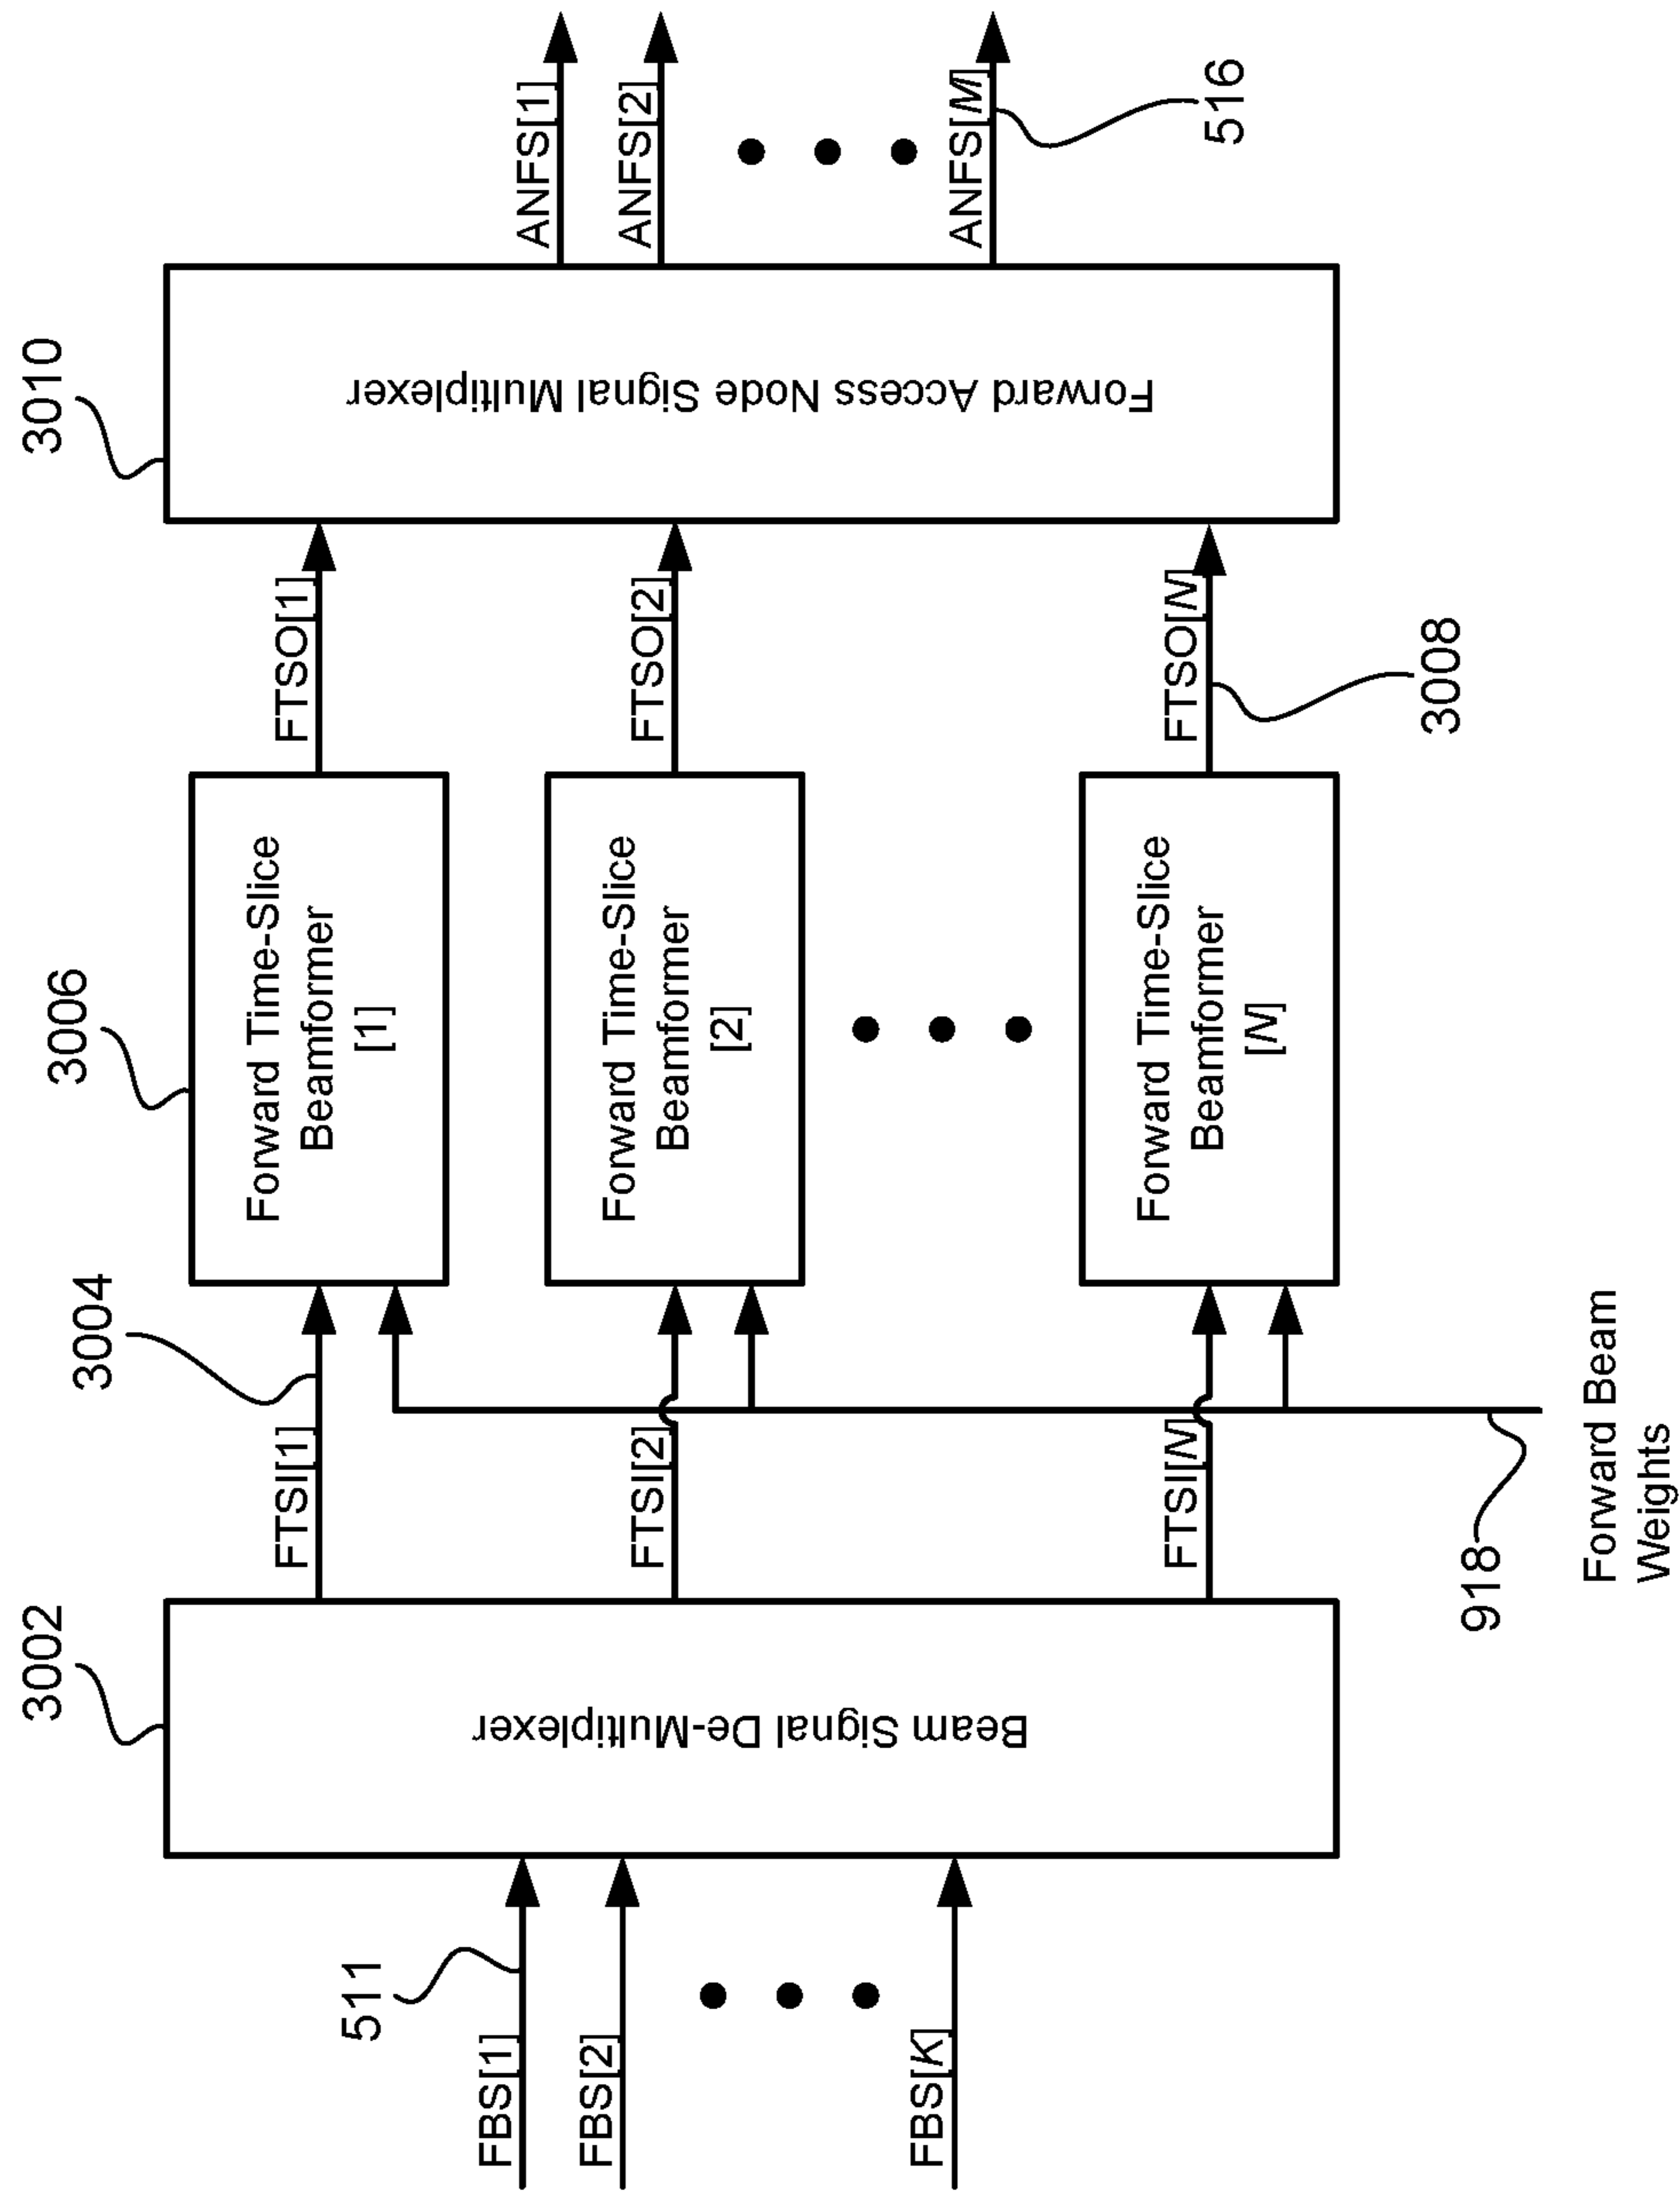 3002
3004
3006
3010
511
FBS[1]
FBS[2]
FBS[K]
Beam Signal De-Multiplexer
FTSI[1]
FTSI[2]
FTSI[N]
Forward Time-Slice
Beamformer
[1]
Forward Time-Slice
Beamformer
[2]
Forward Time-Slice
Beamformer
[N]
FTSO[1]
FTSO[2]
FTSO[N]
Forward Access Node Signal Multiplexer
ANFS[1]
ANFS[2]
ANFS[M]
516
3008
918
Forward Beam
Weights